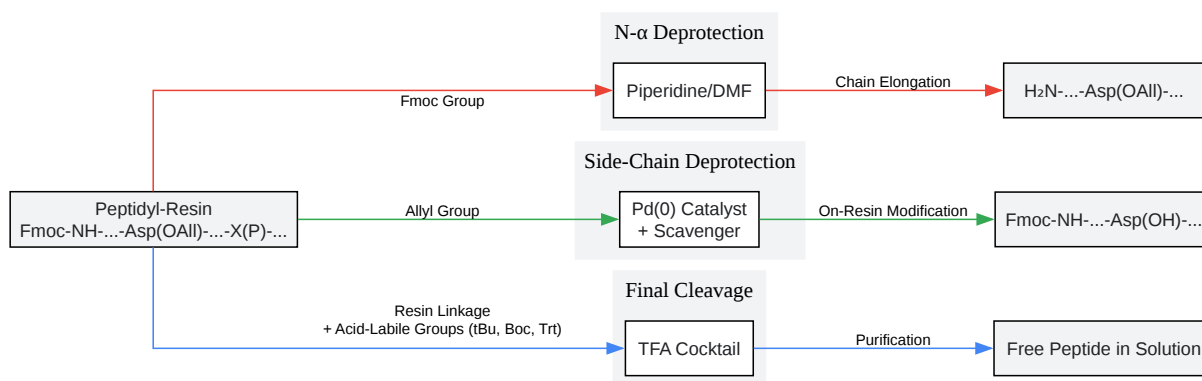 N-α Deprotection
Fmoc Group
Piperidine/DMF
Chain Elongation
H₂N-...-Asp(OAll)-...
Side-Chain Deprotection
Peptidyl-Resin
Fmoc-NH-...-Asp(OAll)-...-X(P)-...
Allyl Group
Pd(0) Catalyst
+ Scavenger
On-Resin Modification
Fmoc-NH-...-Asp(OH)-...
Final Cleavage
Resin Linkage
+ Acid-Labile Groups (tBu, Boc, Trt)
TFA Cocktail
Purification
Free Peptide in Solution